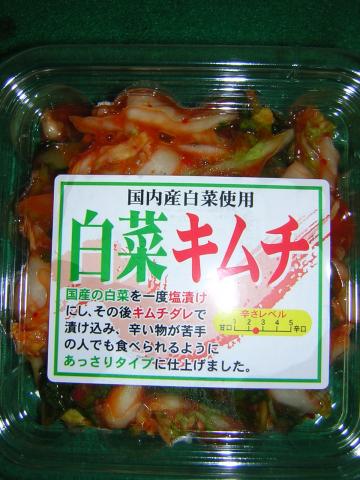 国内産白菜使用
白菜キムチ
国産の白菜を一度塩漬け
にし、その後キムチダレで
漬け込み、辛い物が苦手
の人でも食べられるように
あっさりタイプに仕上げました。
辛さレベル
1 2 3 4 5
甘口 辛口